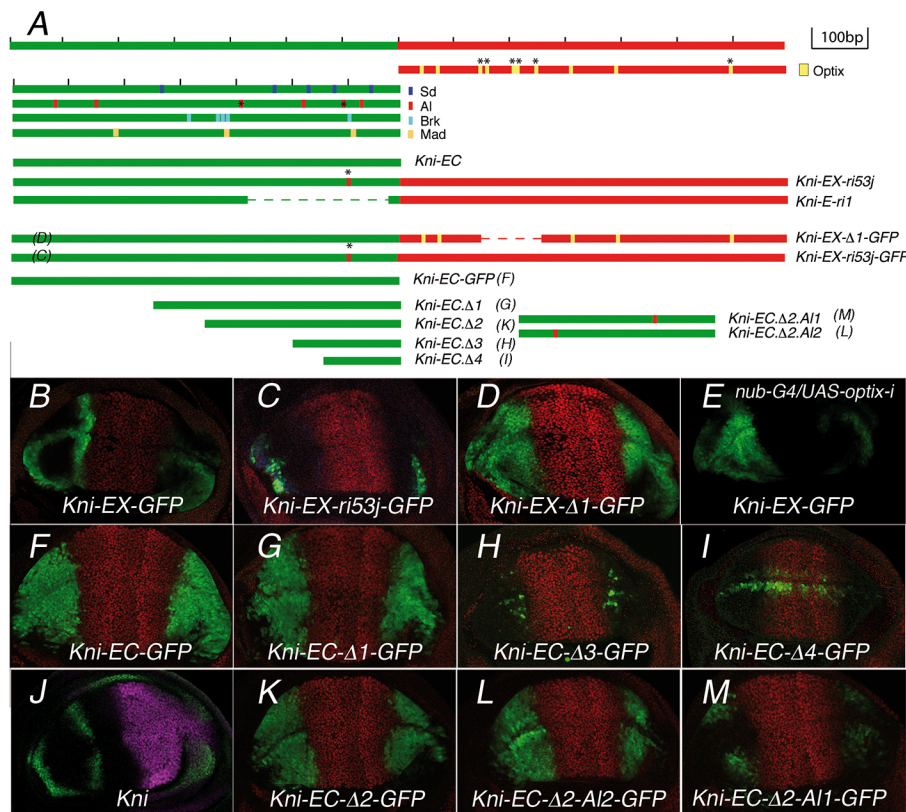 A
100bp
* * ** * *
Optix
Sd
* * Al
Brk
Mad
Kni-EC
*
Kni-EX-ri53j
Kni-E-ri1
(D) Kni-EX-Δ1-GFP
*
(C) Kni-EX-ri53j-GFP
Kni-EC-GFP (F)
Kni-EC.Δ1 (G)
Kni-EC.Δ2.Al1 (M)
Kni-EC.Δ2 (K)
Kni-EC.Δ2.Al2 (L)
Kni-EC.Δ3 (H)
Kni-EC.Δ4 (I)
B
Kni-EX-GFP
C
Kni-EX-ri53j-GFP
D
Kni-EX-Δ1-GFP
E
nub-G4/UAS-optix-i
Kni-EX-GFP
F
Kni-EC-GFP
G
Kni-EC-Δ1-GFP
H
Kni-EC-Δ3-GFP
I
Kni-EC-Δ4-GFP
J
Kni
K
Kni-EC-Δ2-GFP
L
Kni-EC-Δ2-Al2-GFP
M
Kni-EC-Δ2-Al1-GFP